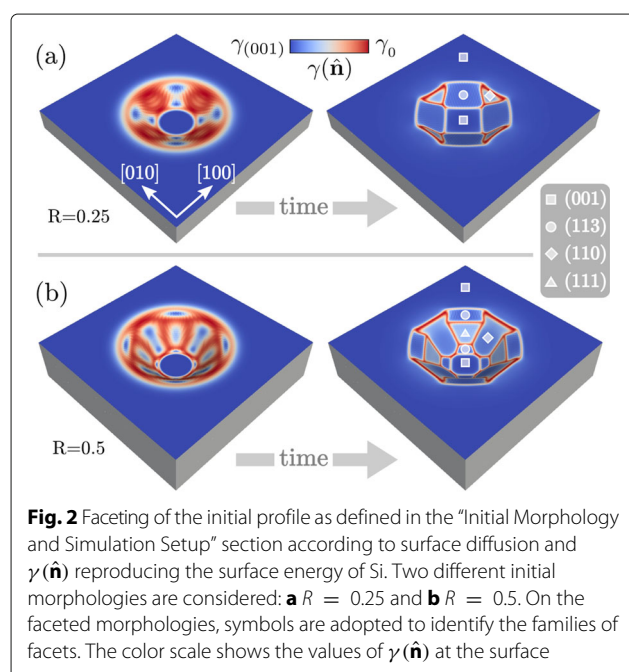 γ(001) γ0
γ(n̂)
(a)
[010] [100]
R=0.25
time
(001)
(113)
(110)
(111)
(b)
R=0.5
time
Fig. 2 Faceting of the initial profile as defined in the “Initial Morphology
and Simulation Setup” section according to surface diffusion and
γ(n̂) reproducing the surface energy of Si. Two different initial
morphologies are considered: a R = 0.25 and b R = 0.5. On the
faceted morphologies, symbols are adopted to identify the families of
facets. The color scale shows the values of γ(n̂) at the surface